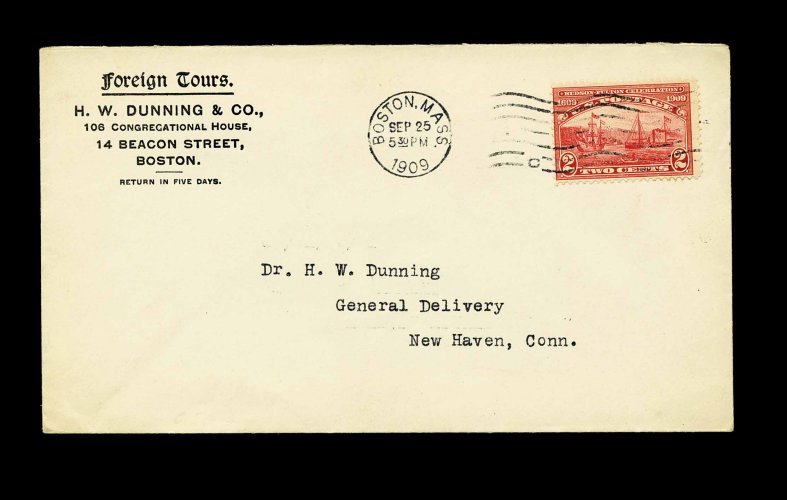 Foreign Tours.
H. W. DUNNING & CO.,
106 CONGREGATIONAL HOUSE,
14 BEACON STREET,
BOSTON.
RETURN IN FIVE DAYS.
BOSTON, MASS
SEP 25
5 30 PM
1909
HUDSON-FULTON CELEBRATION
1609 U.S. POSTAGE 1909
2 TWO CENTS 2
Dr. H. W. Dunning
General Delivery
New Haven, Conn.